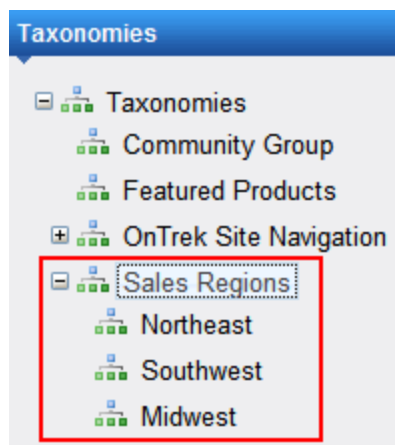 Taxonomies
Taxonomies
Community Group
Featured Products
OnTrek Site Navigation
Sales Regions
Northeast
Southwest
Midwest